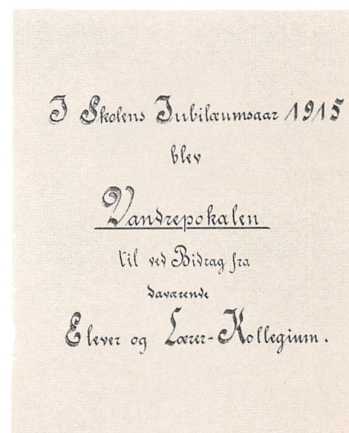 I Skolens Jubilæumsaar 1915
blev
Vandrepokalen
til ved Bidrag fra
daværende
Elever og Lærer-Kollegium.